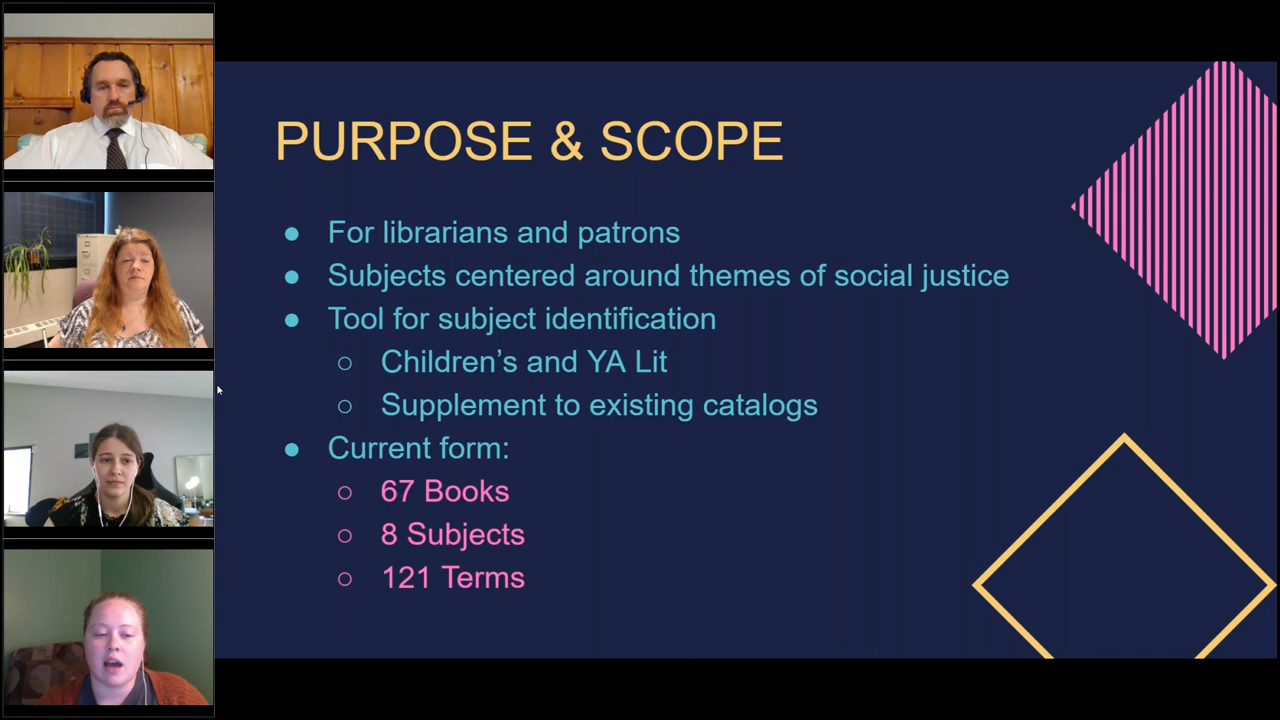 PURPOSE & SCOPE
● For librarians and patrons
● Subjects centered around themes of social justice
● Tool for subject identification
○ Children’s and YA Lit
○ Supplement to existing catalogs
● Current form:
○ 67 Books
○ 8 Subjects
○ 121 Terms